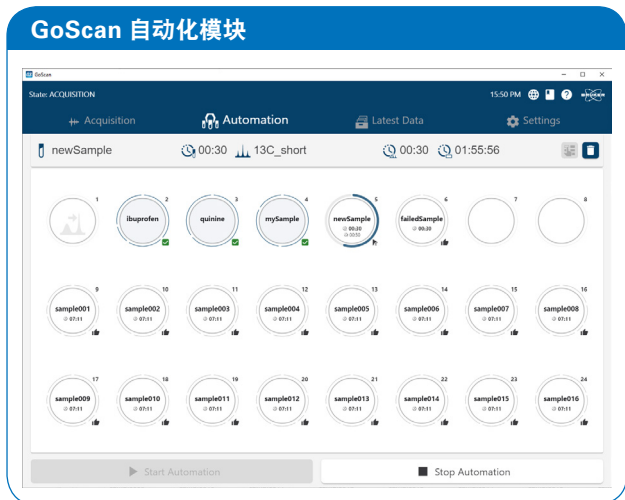 GoScan 自动化模块
GoScan
State: ACQUISITION
15:50 PM
BRUKER
Acquisition
Automation
Latest Data
Settings
newSample
00:30
13C_short
00:30
01:55:56
1
2
3
4
5
6
7
8
ibuprofen
quinine
mySample
newSample
00:30
failedSample
00:30
9
10
11
12
13
14
15
16
sample001
sample002
sample003
sample004
sample005
sample006
sample007
sample008
07:11
07:11
07:11
07:11
07:11
07:11
07:11
07:11
17
18
19
20
21
22
23
24
sample009
sample010
sample011
sample012
sample013
sample014
sample015
sample016
07:11
07:11
07:11
07:11
07:11
07:11
07:11
07:11
Start Automation
Stop Automation